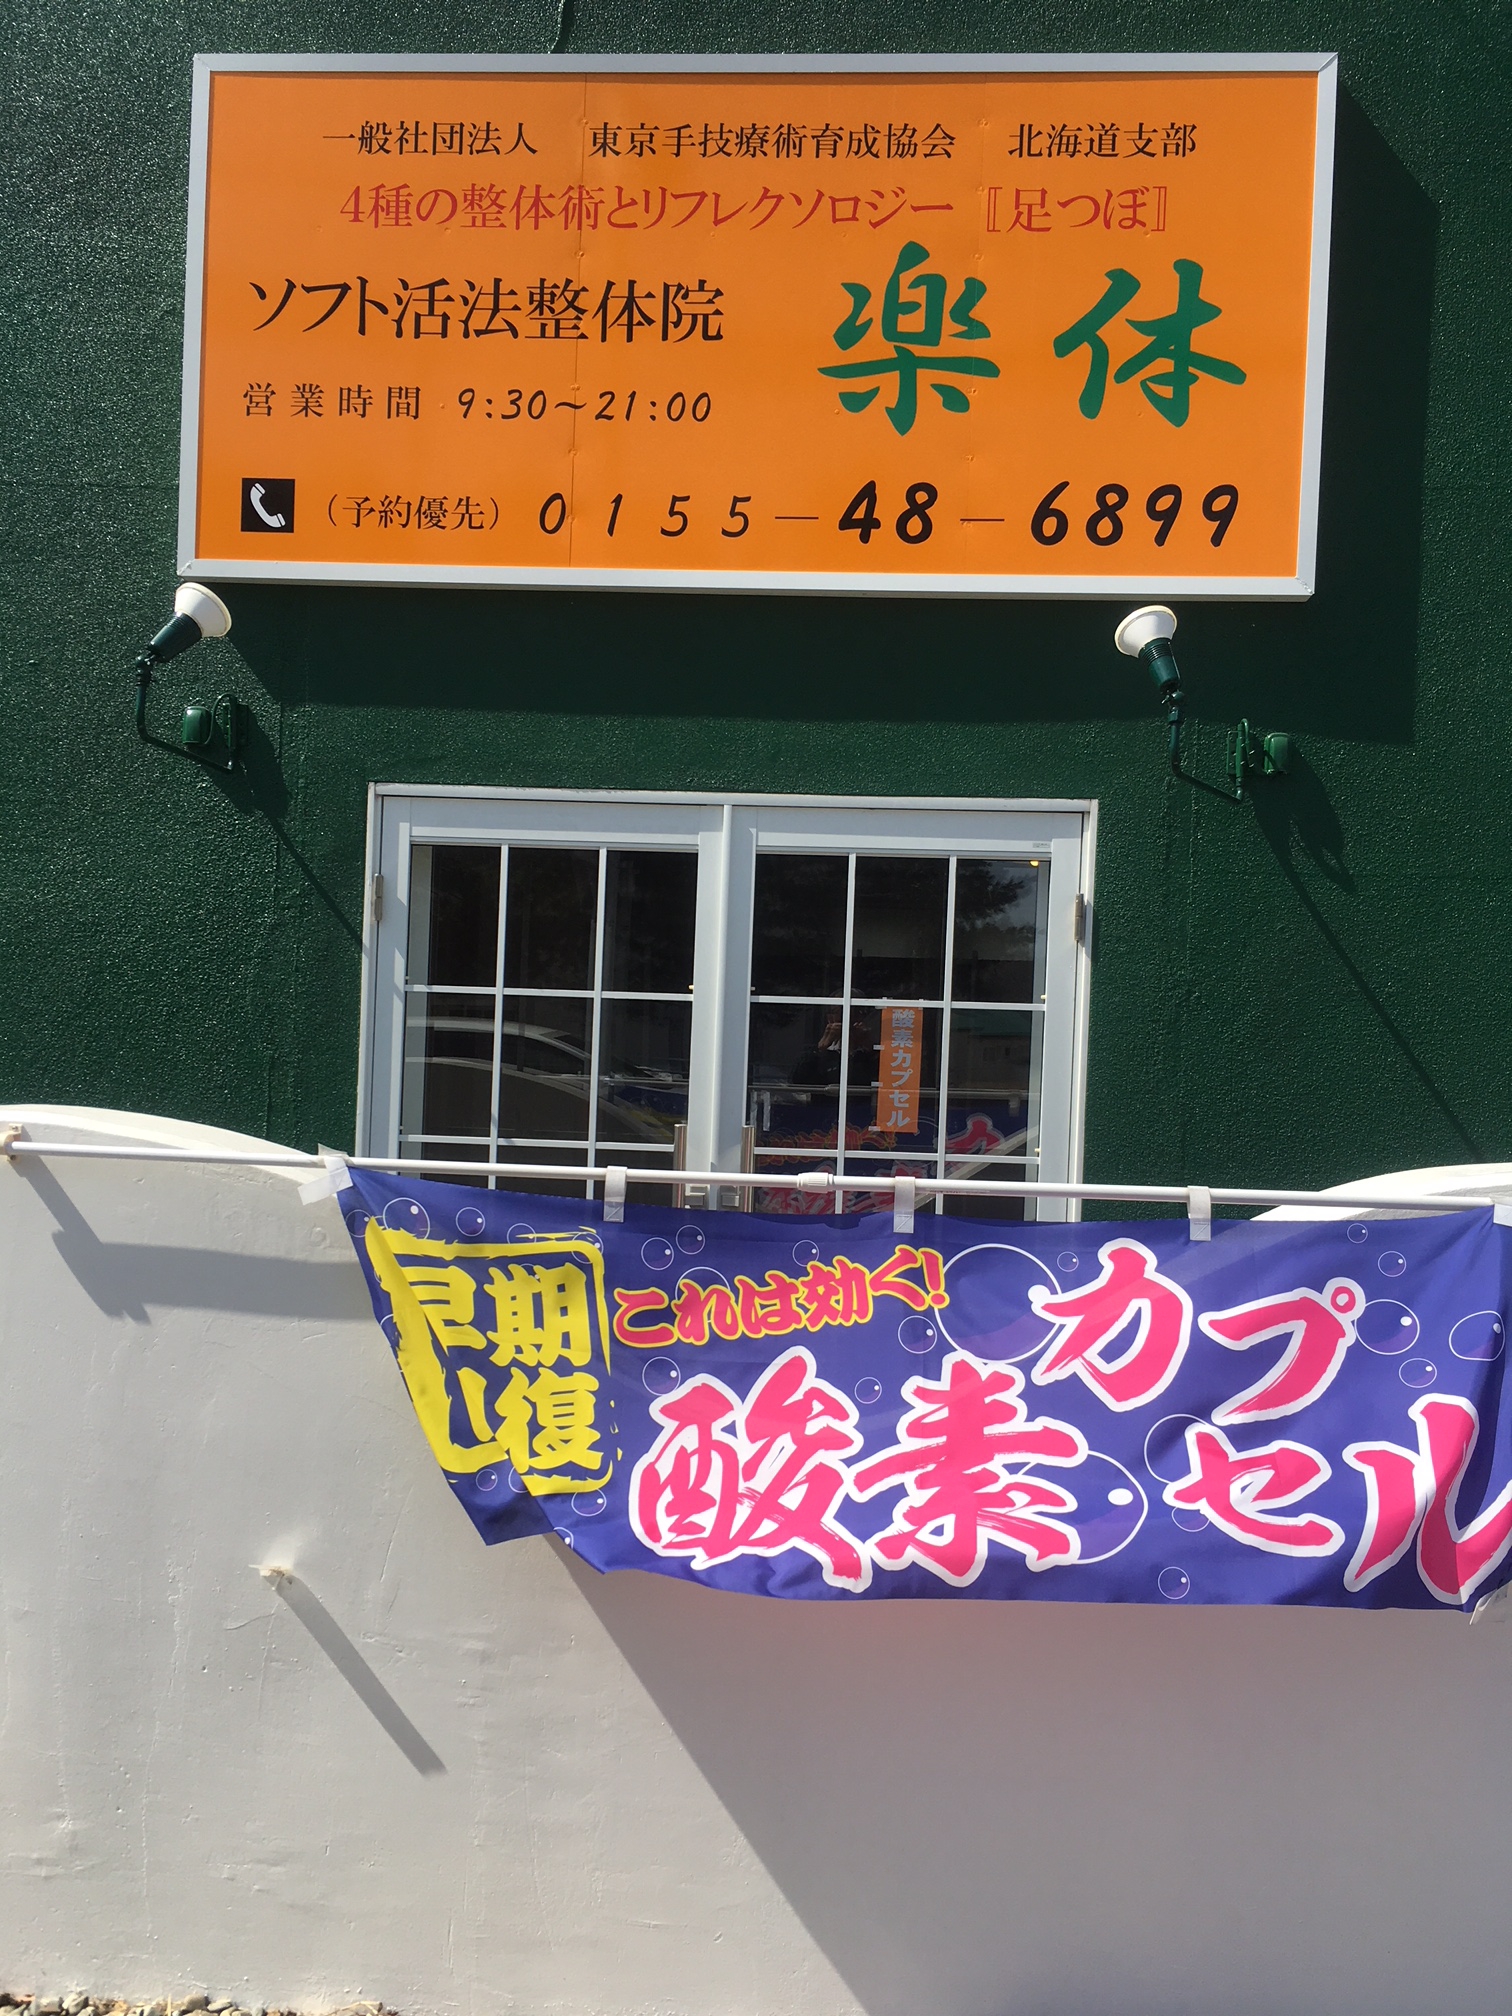 一般社団法人 東京手技療術育成協会 北海道支部
4種の整体術とリフレクソロジー『足つぼ』
ソフト活法整体院
楽休
営業時間 9:30～21:00
(予約優先) 0155-48-6899
酸素カプセル
早期
復
これは効く!
酸素カプセル